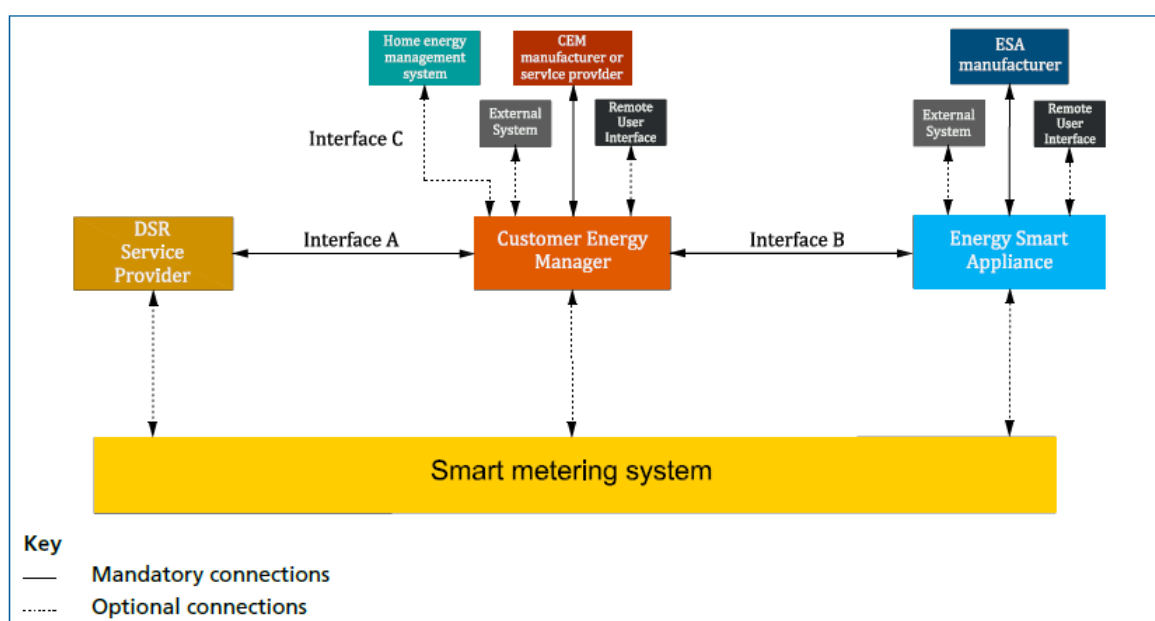 Home energy
management
system
CEM
manufacturer or
service provider
ESA
manufacturer
External
System
Remote
User
Interface
External
System
Remote
User
Interface
Interface C
DSR
Service
Provider
Interface A
Customer Energy
Manager
Interface B
Energy Smart
Appliance
Smart metering system
Key
Mandatory connections
Optional connections